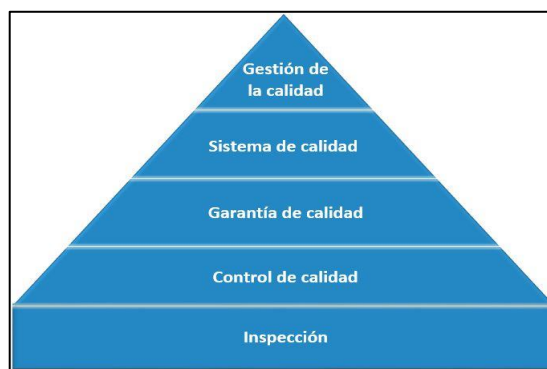 Gestión de
la calidad
Sistema de calidad
Garantía de calidad
Control de calidad
Inspección